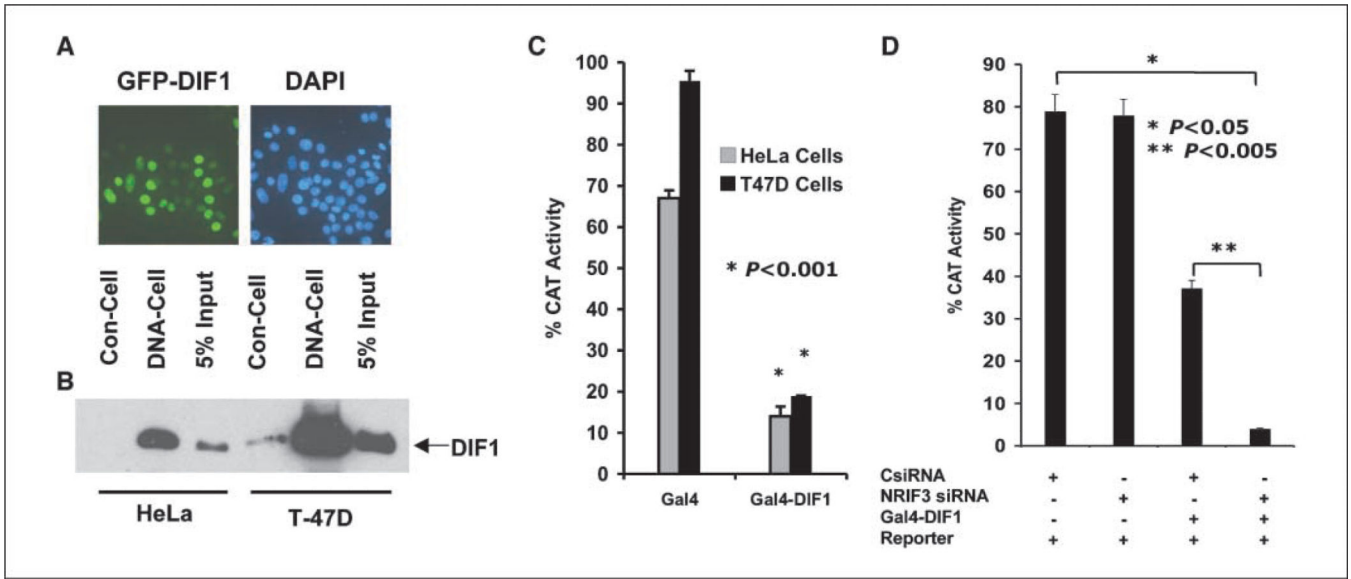 A
GFP-DIF1 DAPI
Con-Cell
DNA-Cell
5% Input
Con-Cell
DNA-Cell
5% Input
B
DIF1
HeLa T-47D
C
100
90
80
70
60
50
40
30
20
10
0
% CAT Activity
HeLa Cells
T47D Cells
* P<0.001
* *
Gal4 Gal4-DIF1
D
90
80
70
60
50
40
30
20
10
0
% CAT Activity
*
* P<0.05
** P<0.005
**
CsiRNA + - + -
NRIF3 siRNA - + - +
Gal4-DIF1 - - + +
Reporter + + + +